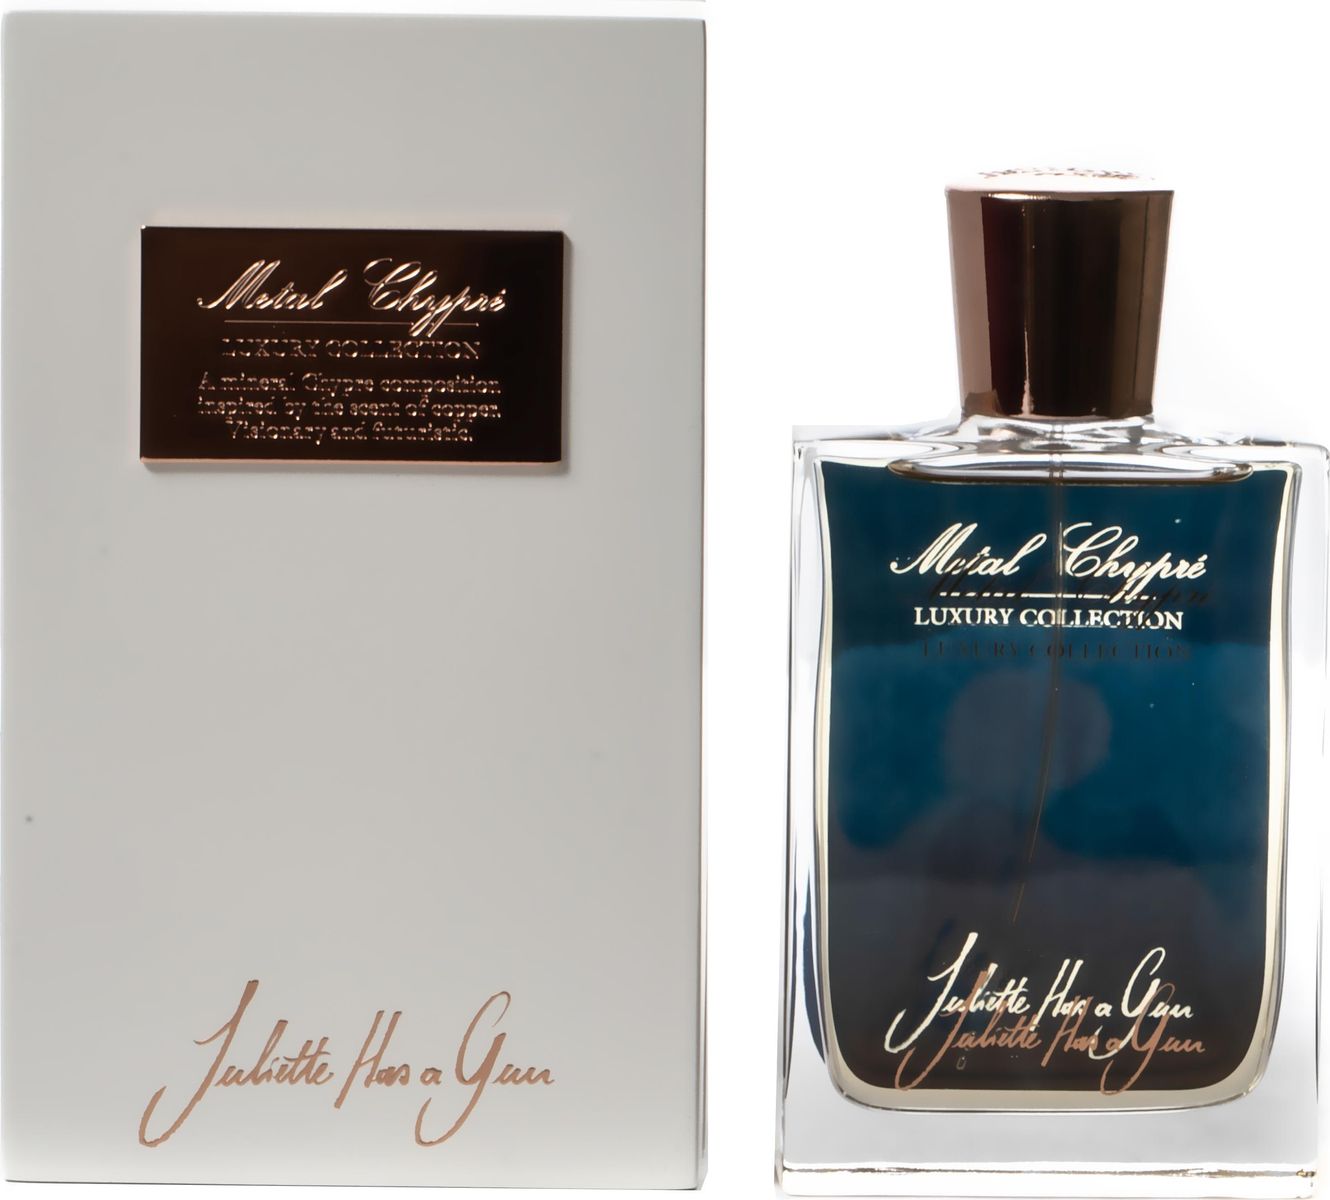 Metal Chypré
LUXURY COLLECTION
A mineral Chypre composition
inspired by the scent of copper.
Visionary and futuristic.
Juliette Has a Gun
Metal Chypré
LUXURY COLLECTION
Juliette Has a Gun